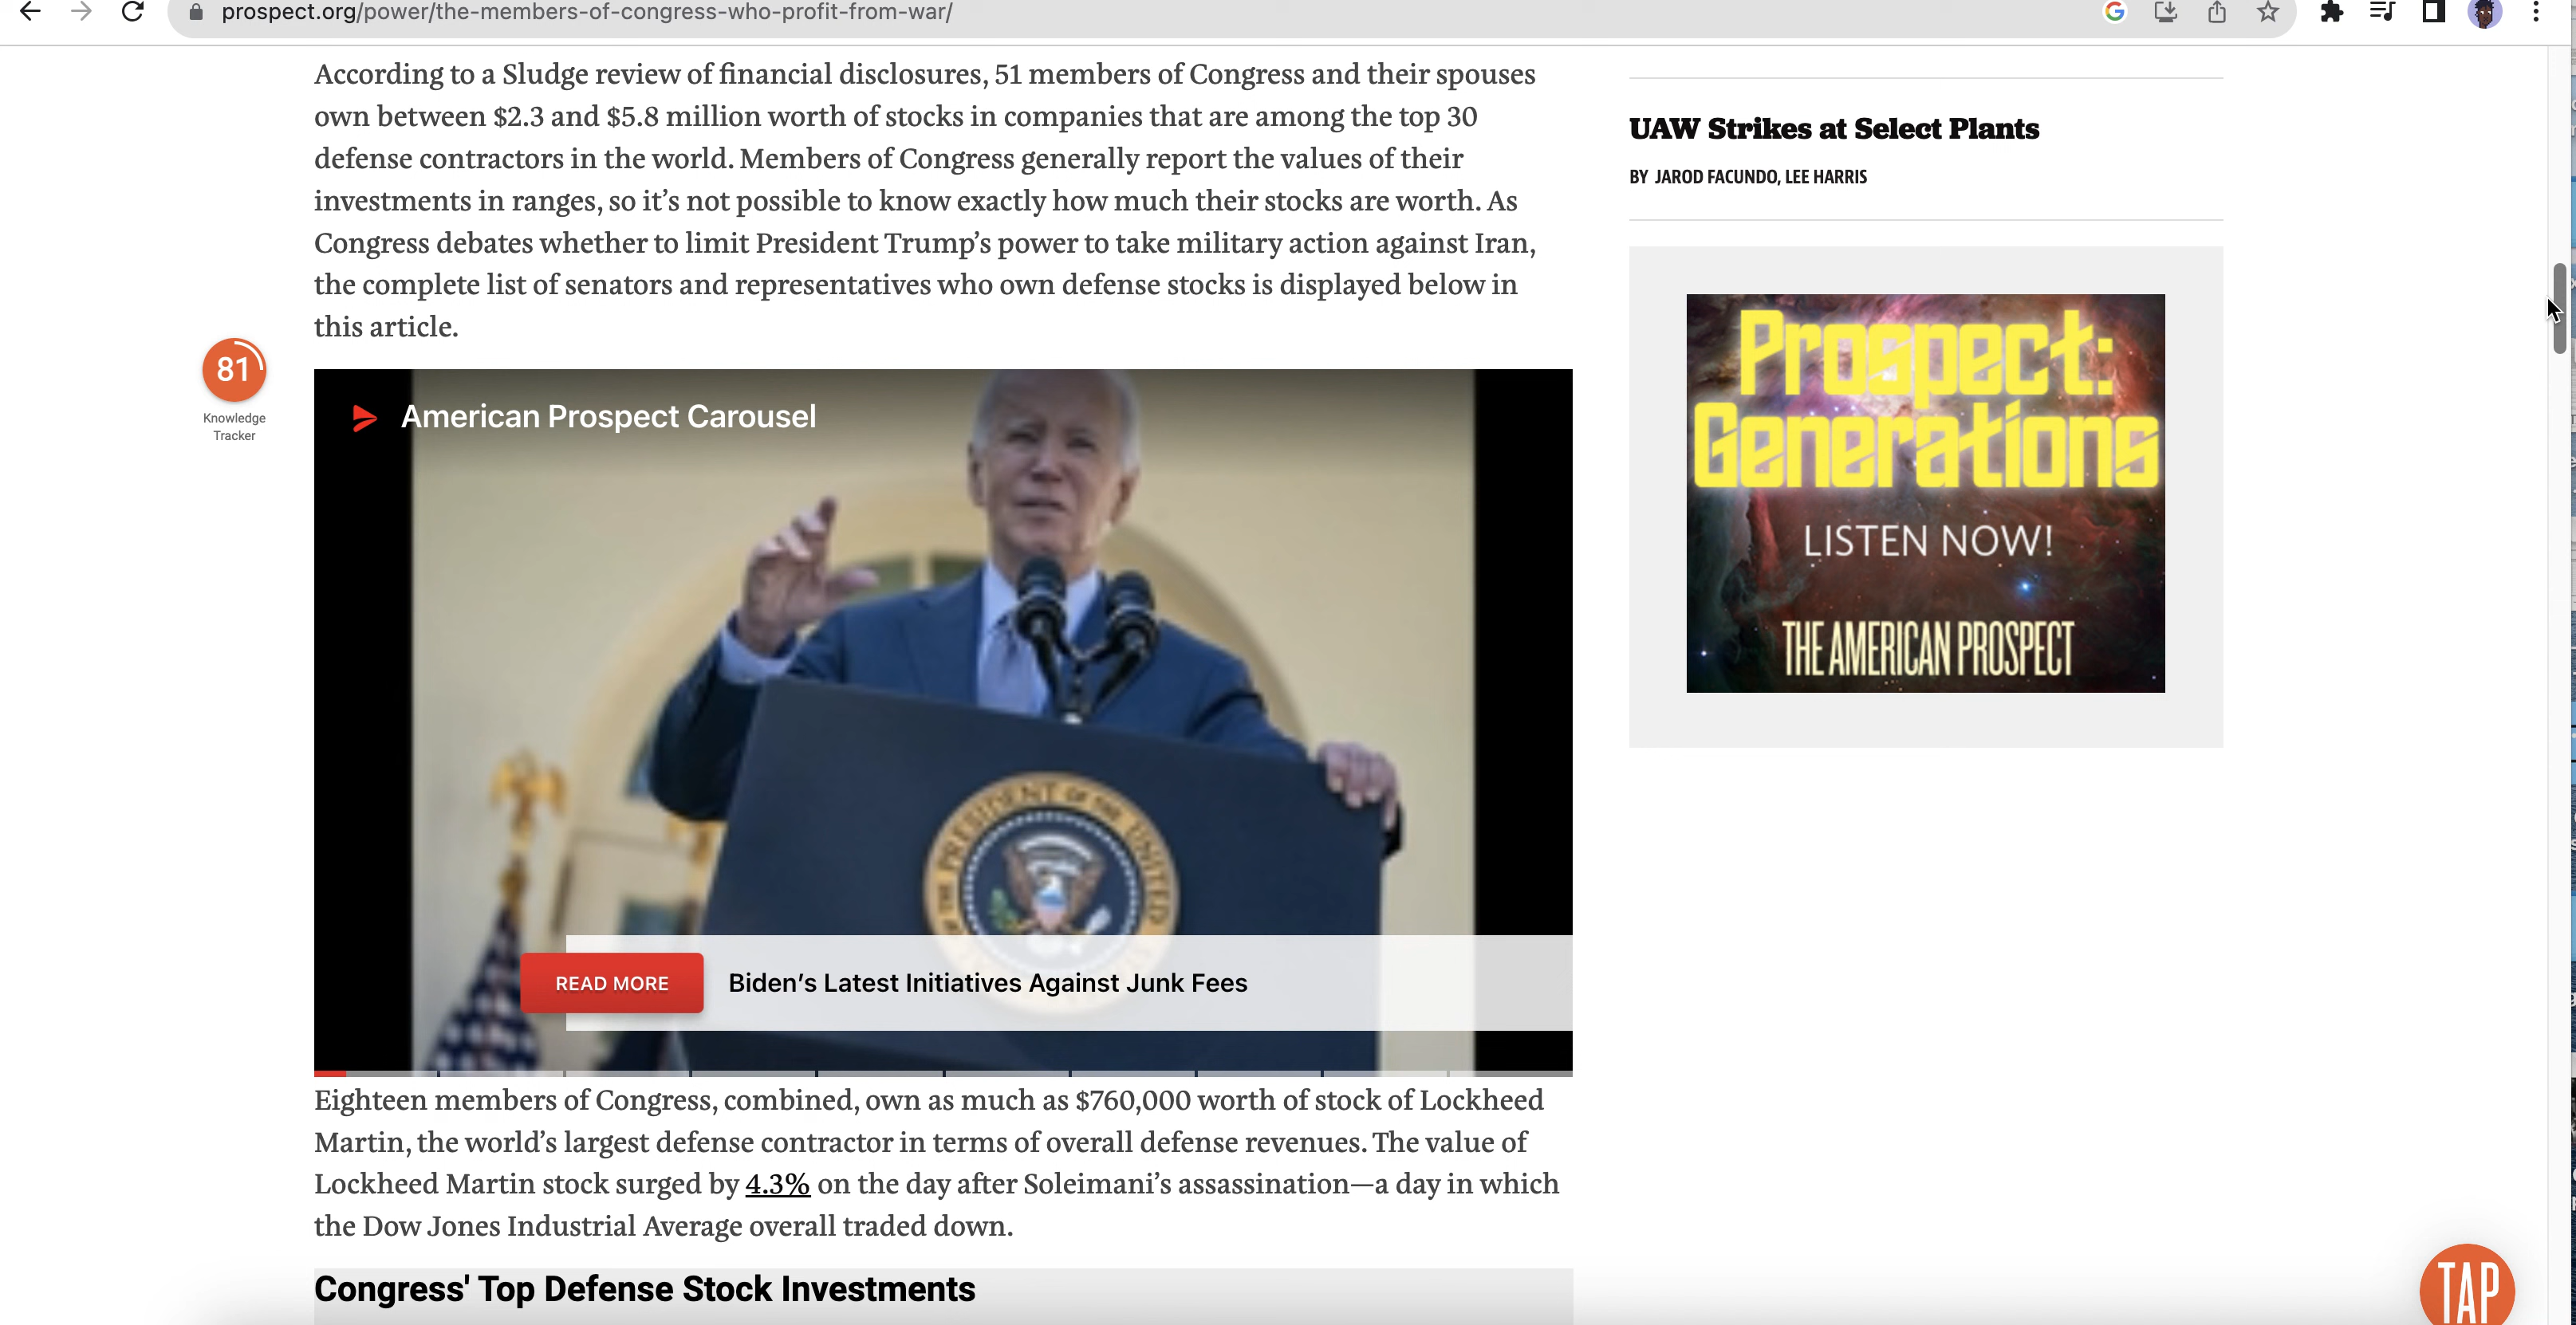 prospect.org/power/the-members-of-congress-who-profit-from-war/
According to a Sludge review of financial disclosures, 51 members of Congress and their spouses
own between $2.3 and $5.8 million worth of stocks in companies that are among the top 30
defense contractors in the world. Members of Congress generally report the values of their
investments in ranges, so it’s not possible to know exactly how much their stocks are worth. As
Congress debates whether to limit President Trump’s power to take military action against Iran,
the complete list of senators and representatives who own defense stocks is displayed below in
this article.
81
Knowledge
Tracker
American Prospect Carousel
PRESIDENT OF THE UNITED
OF THE
READ MORE
Biden’s Latest Initiatives Against Junk Fees
Eighteen members of Congress, combined, own as much as $760,000 worth of stock of Lockheed
Martin, the world’s largest defense contractor in terms of overall defense revenues. The value of
Lockheed Martin stock surged by 4.3% on the day after Soleimani’s assassination—a day in which
the Dow Jones Industrial Average overall traded down.
Congress' Top Defense Stock Investments
UAW Strikes at Select Plants
BY JAROD FACUNDO, LEE HARRIS
Prospect:
Generations
LISTEN NOW!
THE AMERICAN PROSPECT
TAP